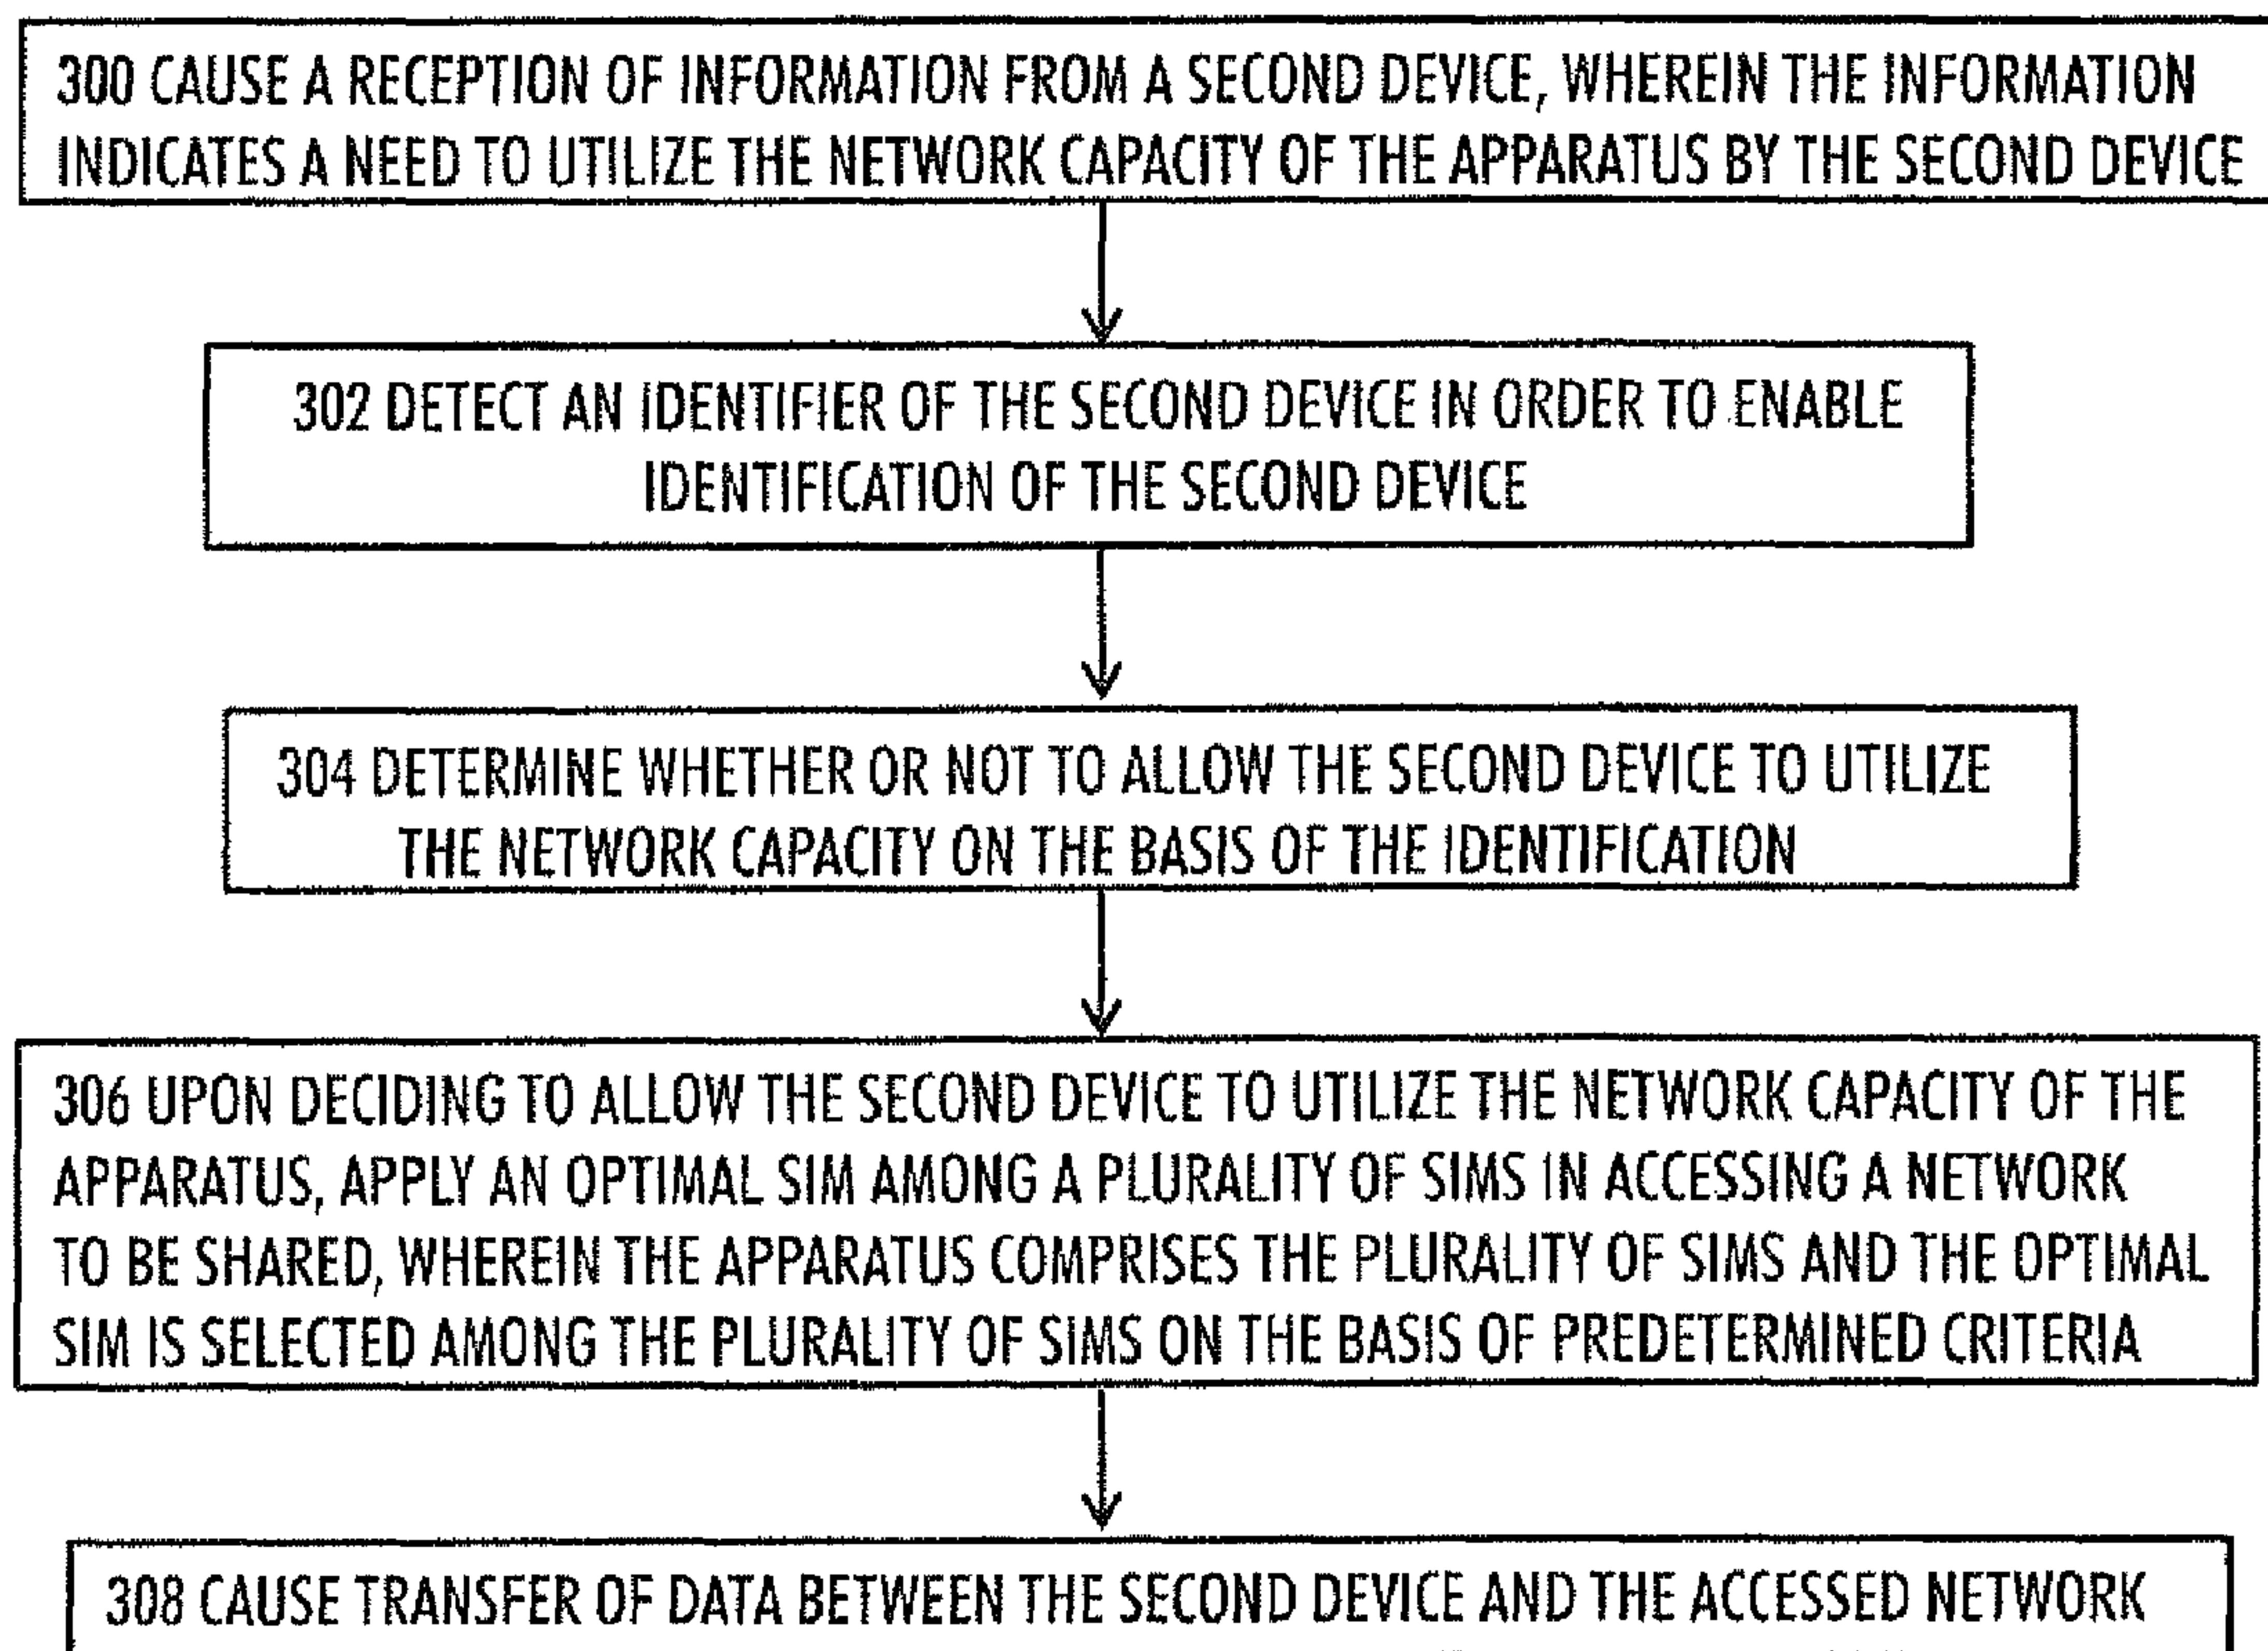 300 CAUSE A RECEPTION OF INFORMATION FROM A SECOND DEVICE, WHEREIN THE INFORMATION
INDICATES A NEED TO UTILIZE THE NETWORK CAPACITY OF THE APPARATUS BY THE SECOND DEVICE
302 DETECT AN IDENTIFIER OF THE SECOND DEVICE IN ORDER TO ENABLE
IDENTIFICATION OF THE SECOND DEVICE
304 DETERMINE WHETHER OR NOT TO ALLOW THE SECOND DEVICE TO UTILIZE
THE NETWORK CAPACITY ON THE BASIS OF THE IDENTIFICATION
306 UPON DECIDING TO ALLOW THE SECOND DEVICE TO UTILIZE THE NETWORK CAPACITY OF THE
APPARATUS, APPLY AN OPTIMAL SIM AMONG A PLURALITY OF SIMS IN ACCESSING A NETWORK
TO BE SHARED, WHEREIN THE APPARATUS COMPRISES THE PLURALITY OF SIMS AND THE OPTIMAL
SIM IS SELECTED AMONG THE PLURALITY OF SIMS ON THE BASIS OF PREDETERMINED CRITERIA
308 CAUSE TRANSFER OF DATA BETWEEN THE SECOND DEVICE AND THE ACCESSED NETWORK